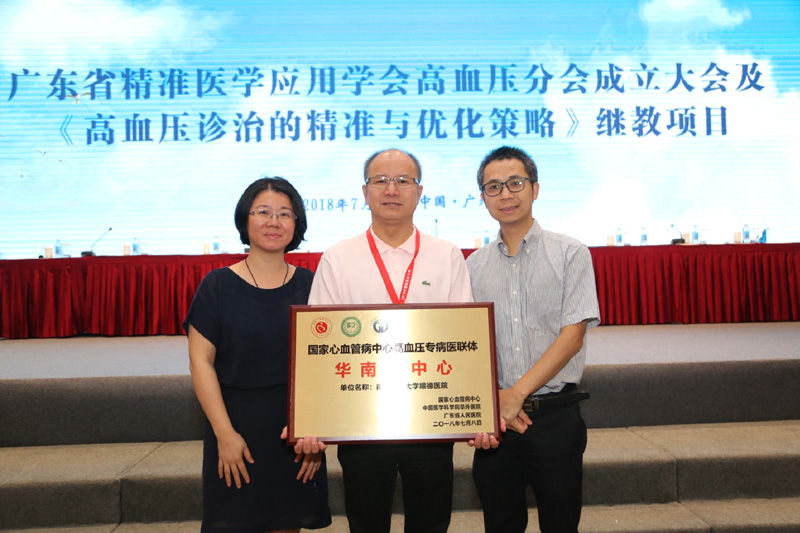 广东省精准医学应用学会高血压分会成立大会及
《高血压诊治的精准与优化策略》继教项目
2018年7月 中国·广
国家心血管病中心高血压专病医联体
华南 中心
单位名称: 大学顺德医院
国家心血管病中心
中国医学科学院阜外医院
广东省人民医院
二〇一八年七月八日